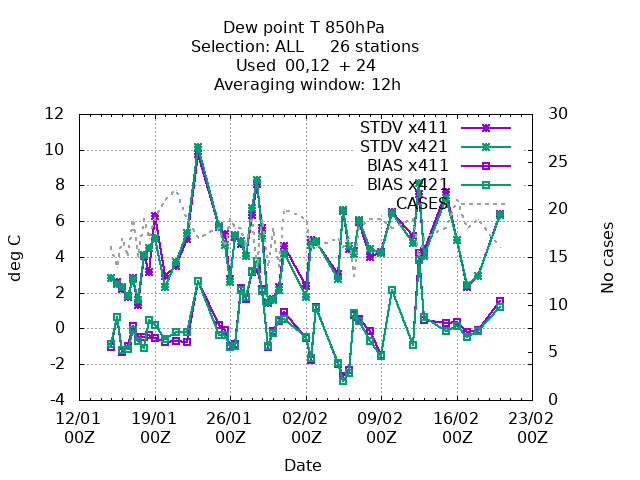 Dew point T 850hPa
Selection: ALL 26 stations
Used 00,12 + 24
Averaging window: 12h
12 30
10 25
8 20
6
4 15
2 10
0
-2 5
-4 0
deg C
No cases
STDV x411
STDV x421
BIAS x411
BIAS x421
CASES
12/01 19/01 26/01 02/02 09/02 16/02 23/02
00Z 00Z 00Z 00Z 00Z 00Z 00Z
Date